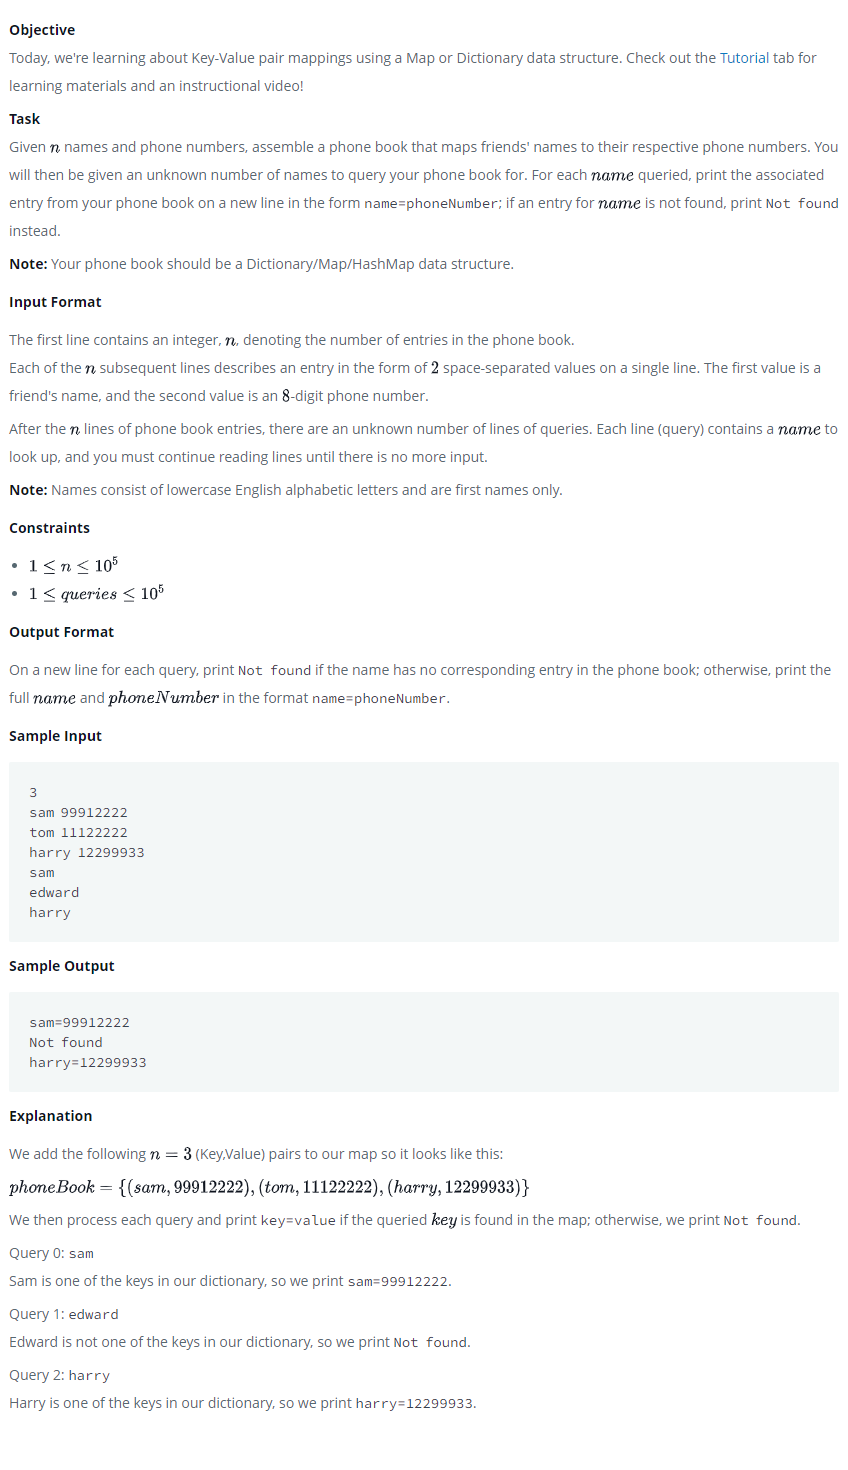 Objective
Today, we're learning about Key-Value pair mappings using a Map or Dictionary data structure. Check out the Tutorial tab for
learning materials and an instructional video!
Task
Given n names and phone numbers, assemble a phone book that maps friends' names to their respective phone numbers. You
will then be given an unknown number of names to query your phone book for. For each name queried, print the associated
entry from your phone book on a new line in the form name=phoneNumber; if an entry for name is not found, print Not found
instead.
Note: Your phone book should be a Dictionary/Map/HashMap data structure.
Input Format
The first line contains an integer, n, denoting the number of entries in the phone book.
Each of the n subsequent lines describes an entry in the form of 2 space-separated values on a single line. The first value is a
friend's name, and the second value is an 8-digit phone number.
After the n lines of phone book entries, there are an unknown number of lines of queries. Each line (query) contains a name to
look up, and you must continue reading lines until there is no more input.
Note: Names consist of lowercase English alphabetic letters and are first names only.
Constraints
• 1 ≤ n ≤ 10⁵
• 1 ≤ queries ≤ 10⁵
Output Format
On a new line for each query, print Not found if the name has no corresponding entry in the phone book; otherwise, print the
full name and phoneNumber in the format name=phoneNumber.
Sample Input
3
sam 99912222
tom 11122222
harry 12299933
sam
edward
harry
Sample Output
sam=99912222
Not found
harry=12299933
Explanation
We add the following n = 3 (Key,Value) pairs to our map so it looks like this:
phoneBook = {(sam, 99912222), (tom, 11122222), (harry, 12299933)}
We then process each query and print key=value if the queried key is found in the map; otherwise, we print Not found.
Query 0: sam
Sam is one of the keys in our dictionary, so we print sam=99912222.
Query 1: edward
Edward is not one of the keys in our dictionary, so we print Not found.
Query 2: harry
Harry is one of the keys in our dictionary, so we print harry=12299933.